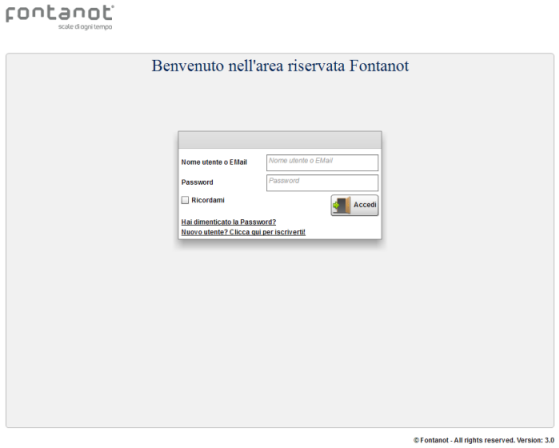 fontanot
scale di ogni tempo
Benvenuto nell'area riservata Fontanot
Nome utente o EMail
Nome utente o EMail
Password
Password
Ricordami
Accedi
Hai dimenticato la Password?
Nuovo utente? Clicca qui per iscriverti!
© Fontanot - All rights reserved. Version: 3.0